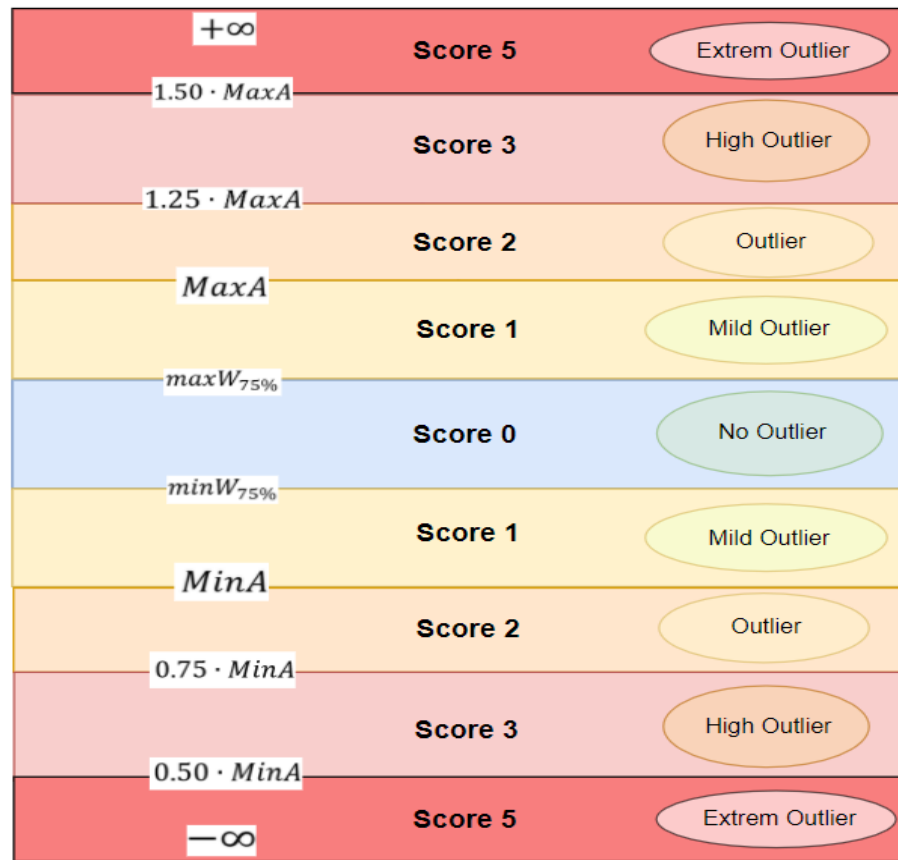 +∞
Score 5 Extrem Outlier
1.50 · MaxA
Score 3 High Outlier
1.25 · MaxA
Score 2 Outlier
MaxA
Score 1 Mild Outlier
maxW75%
Score 0 No Outlier
minW75%
Score 1 Mild Outlier
MinA
Score 2 Outlier
0.75 · MinA
Score 3 High Outlier
0.50 · MinA
Score 5 Extrem Outlier
−∞